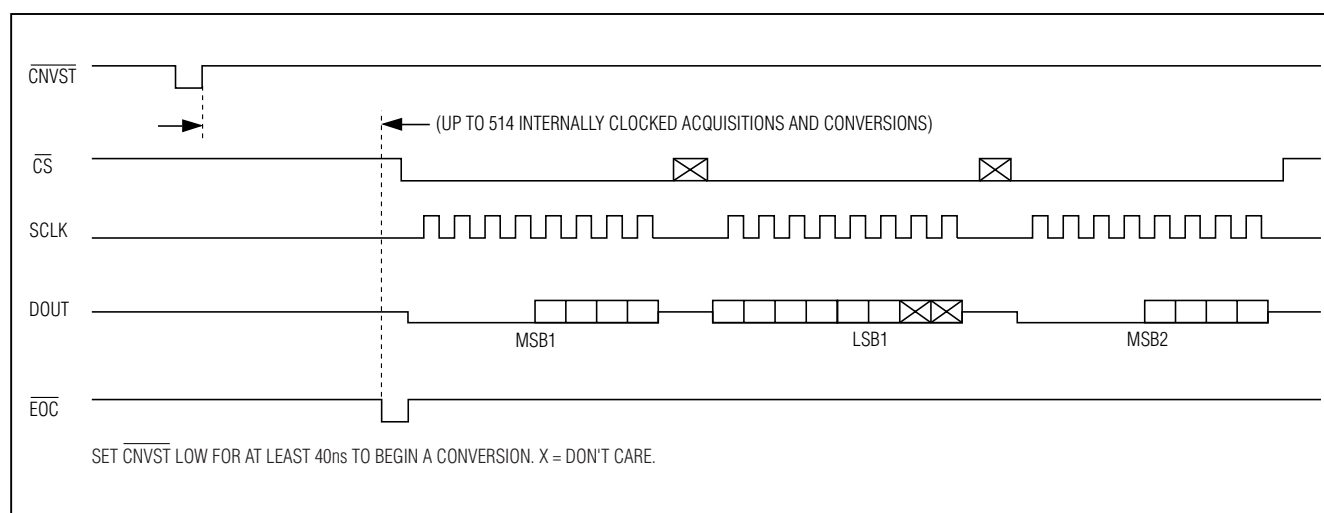 CNVST
(UP TO 514 INTERNALLY CLOCKED ACQUISITIONS AND CONVERSIONS)
CS
SCLK
DOUT
MSB1
LSB1
MSB2
EOC
SET CNVST LOW FOR AT LEAST 40ns TO BEGIN A CONVERSION. X = DON'T CARE.